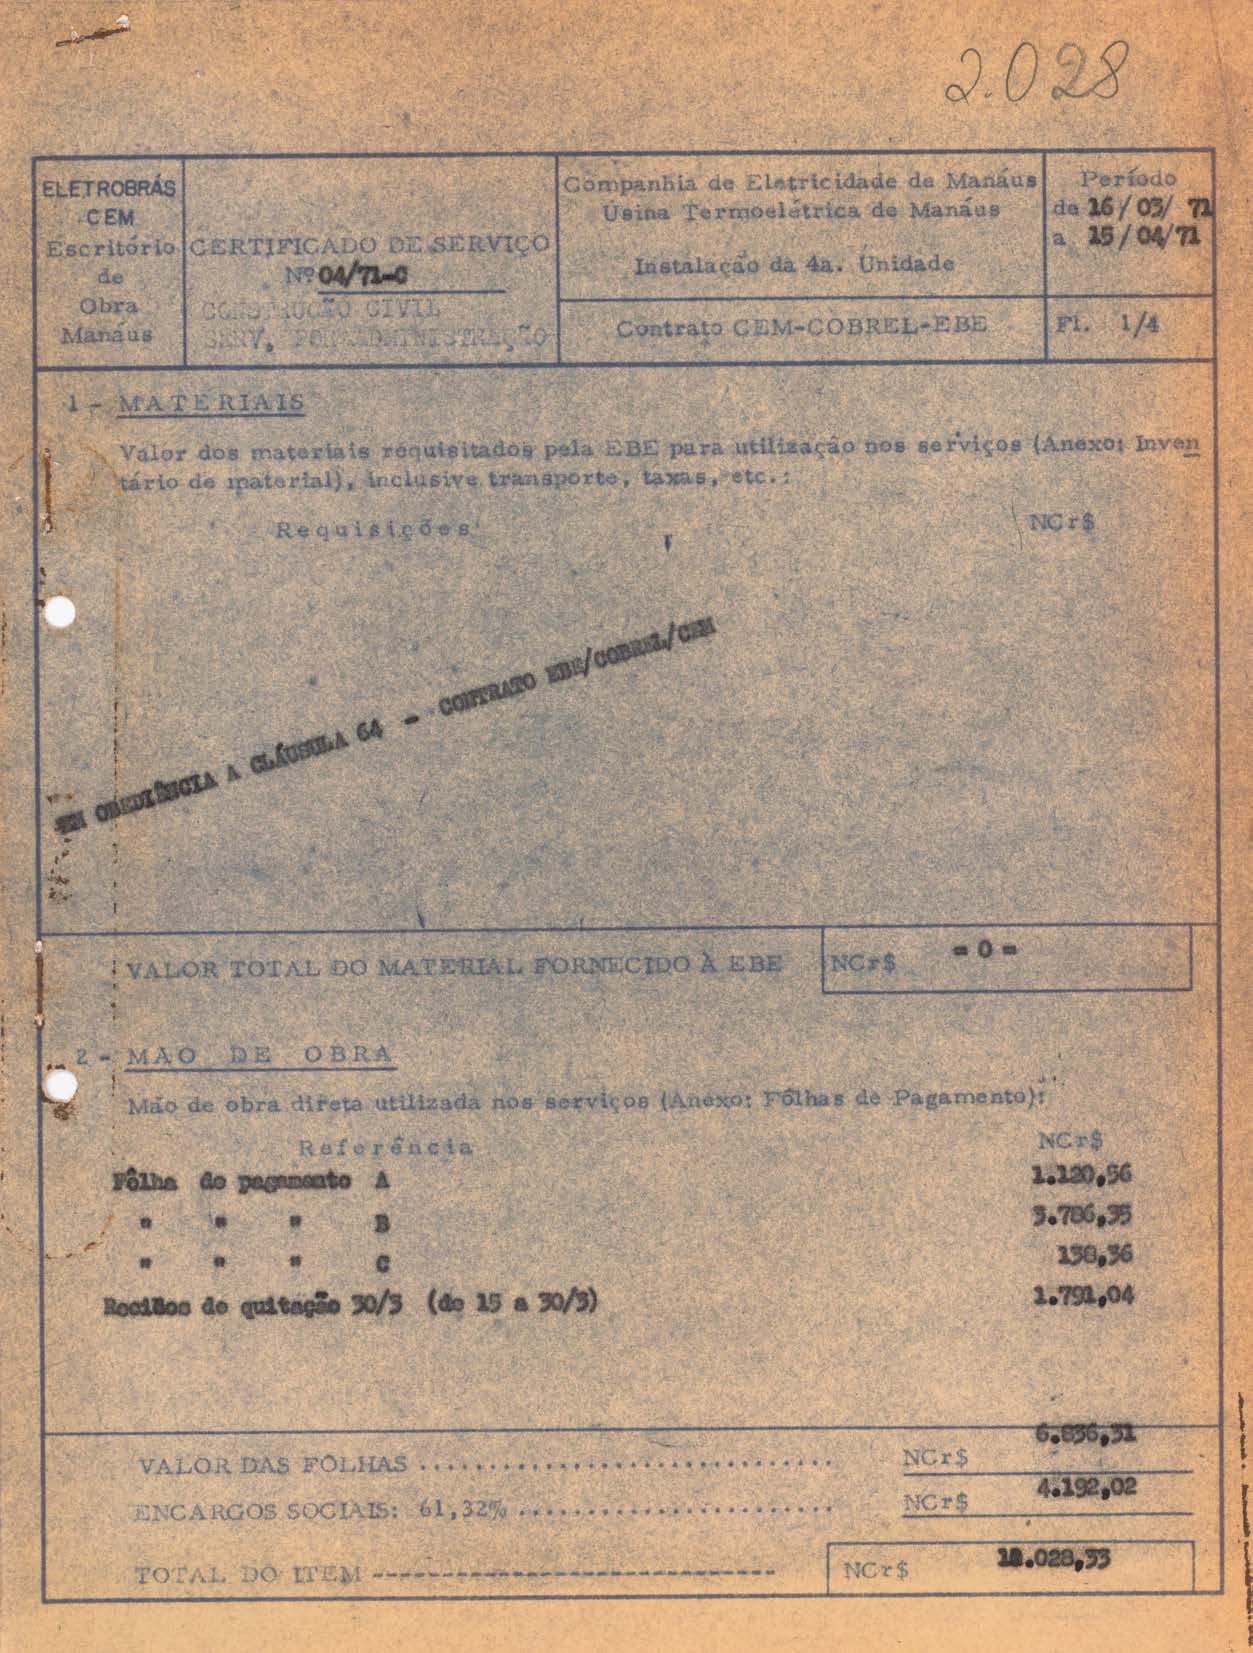 2.028
ELETROBRÁS
CEM
Escritório
de
Obra
Manáus
CERTIFICADO DE SERVIÇO
Nº 04/71-C
CONSTRUÇÃO CIVIL
SERV. POR ADMINISTRAÇÃO
Companhia de Eletricidade de Manáus
Usina Termoelétrica de Manáus
Instalação da 4a. Unidade
Contrato CEM-COBREL-EBE
Período
de 16/03/71
a 15/04/71
Fl. 1/4
1 - MATERIAIS
Valor dos materiais requisitados pela EBE para utilização nos serviços (Anexo: Inven
tário de material), inclusive transporte, taxas, etc.:
Requisições NCr$
EM OBEDIÊNCIA A CLÁUSULA 64 - CONTRATO EBE/COBREL/CEM
VALOR TOTAL DO MATERIAL FORNECIDO À EBE NCr$ = 0 =
2 - MÃO DE OBRA
Mão de obra direta utilizada nos serviços (Anexo: Fôlhas de Pagamento):
Referência NCr$
Fôlha de pagamento A 1.120,56
" " " B 3.786,35
" " " C 138,36
Recibos de quitação 30/3 (de 15 a 30/3) 1.791,04
VALOR DAS FÔLHAS .............................. NCr$ 6.836,31
ENCARGOS SOCIAIS: 61,32% ........................ NCr$ 4.192,02
TOTAL DO ITEM ----------------------------- NCr$ 11.028,33